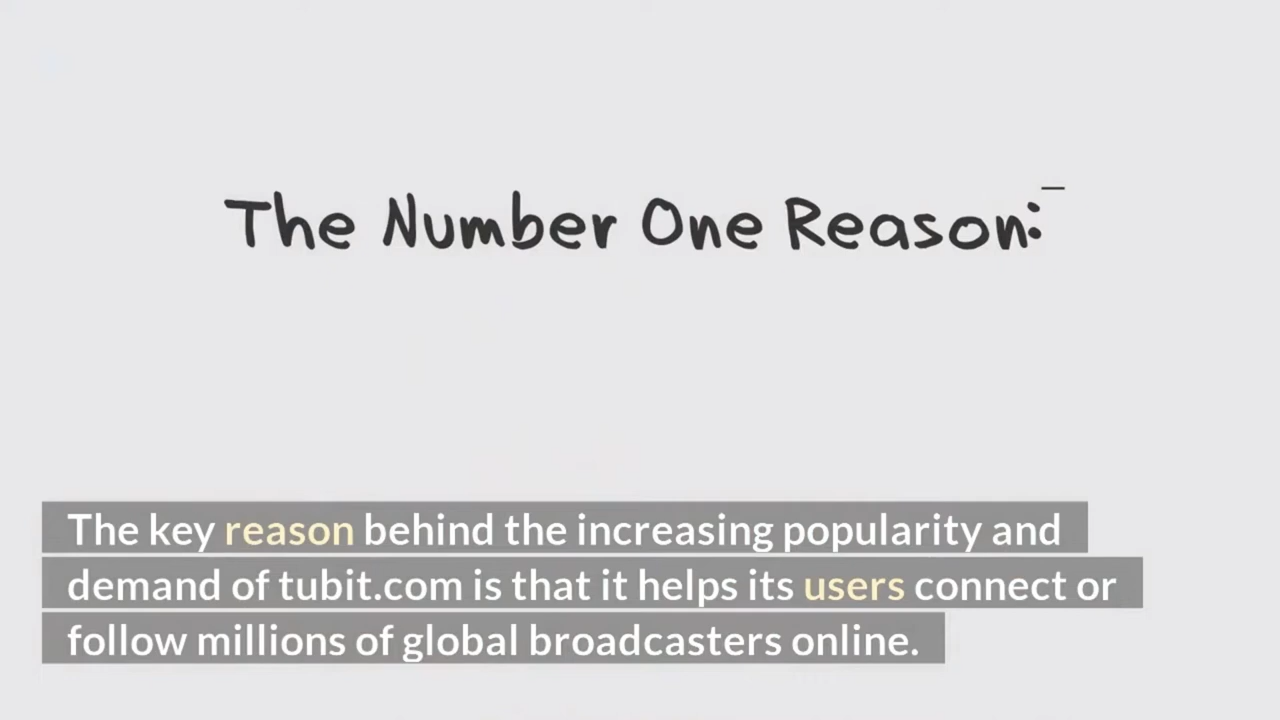 The Number One Reason:
The key reason behind the increasing popularity and
demand of tubit.com is that it helps its users connect or
follow millions of global broadcasters online.